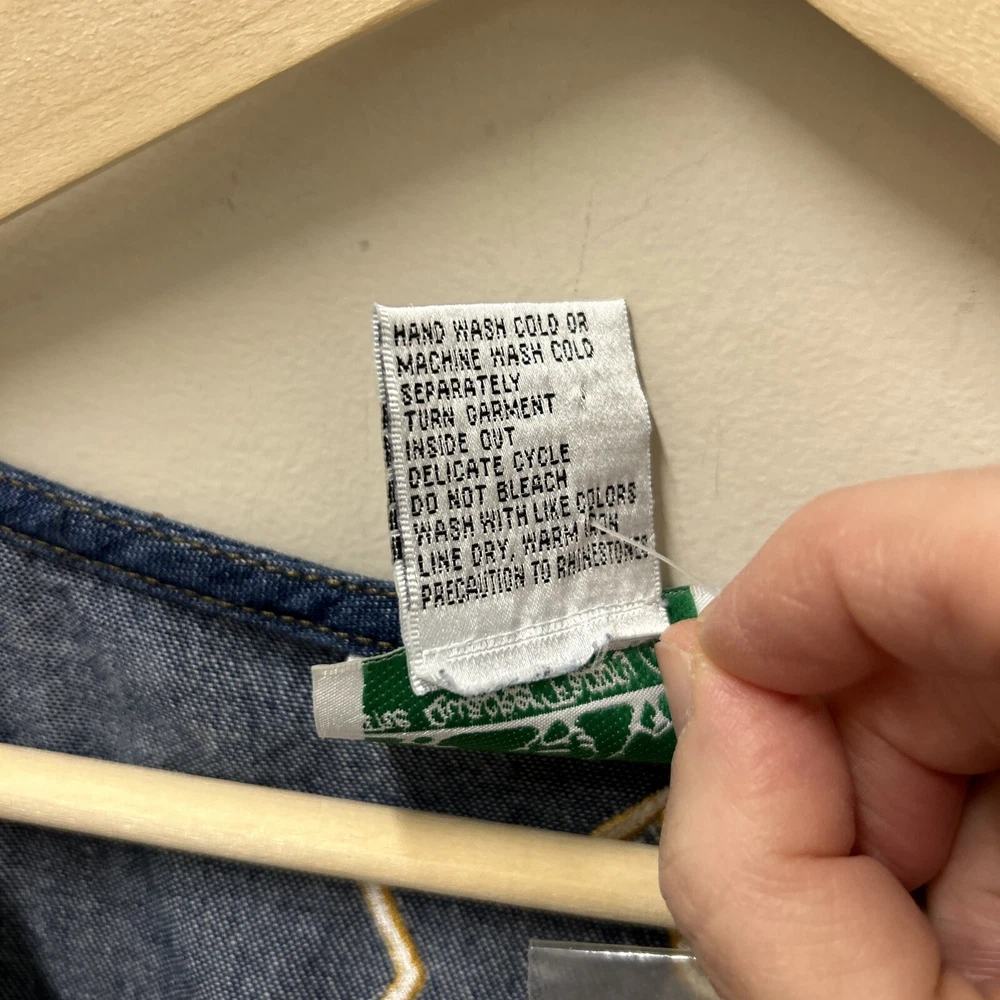 HAND WASH COLD OR
MACHINE WASH COLD
SEPARATELY
TURN GARMENT
INSIDE OUT
DELICATE CYCLE
DO NOT BLEACH
WASH WITH LIKE COLORS
LINE DRY, WARM IRON
PRECAUTION TO RHINESTONES